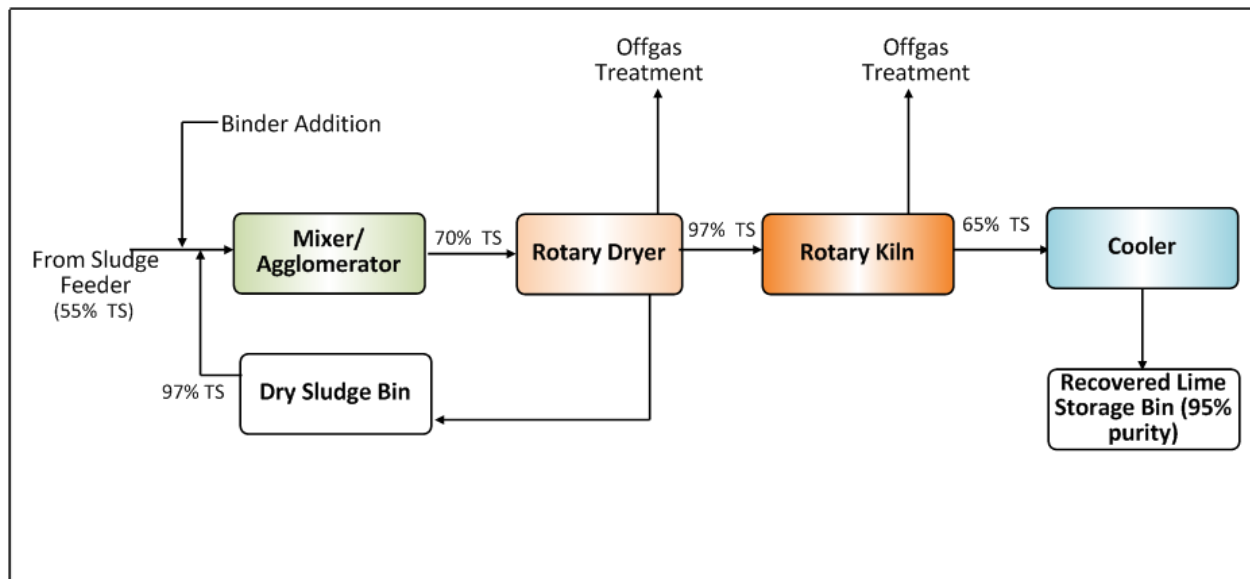 Offgas
Treatment
Offgas
Treatment
Binder Addition
From Sludge
Feeder
(55% TS)
Mixer/
Agglomerator
70% TS
Rotary Dryer
97% TS
Rotary Kiln
65% TS
Cooler
97% TS
Dry Sludge Bin
Recovered Lime
Storage Bin (95%
purity)